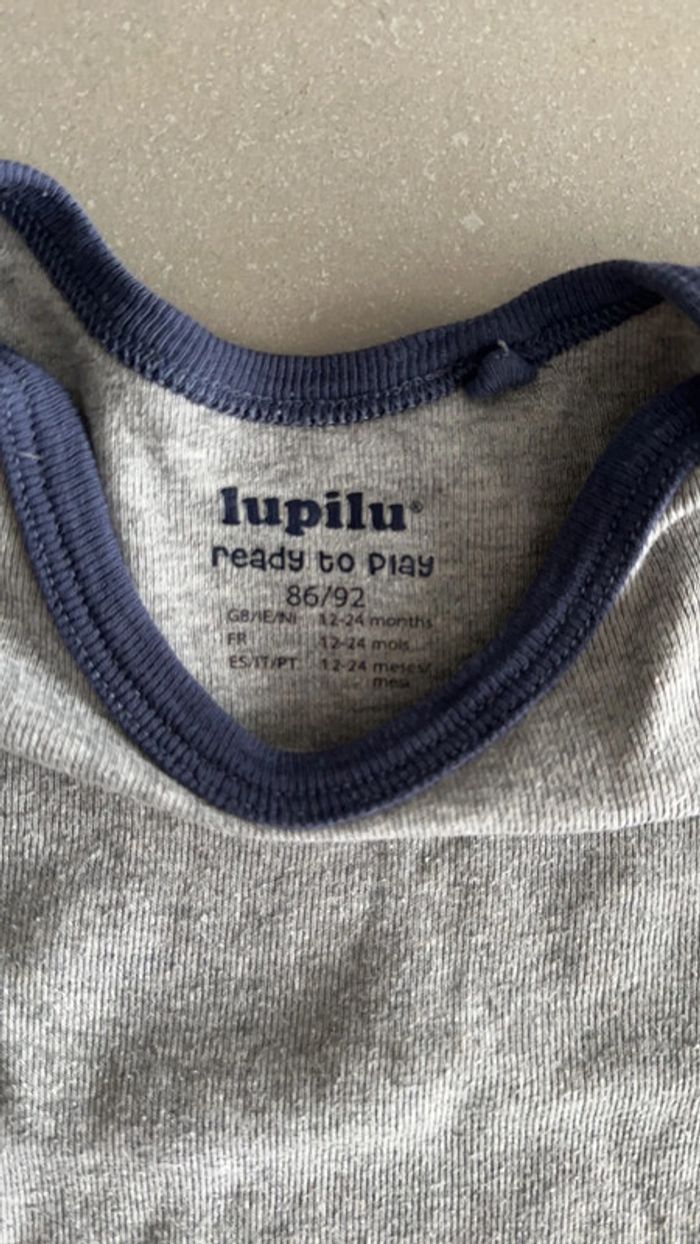 lupilu®
ready to play
86/92
GB/IE/NI 12-24 months
FR 12-24 mois
ES/IT/PT 12-24 meses/
mesi